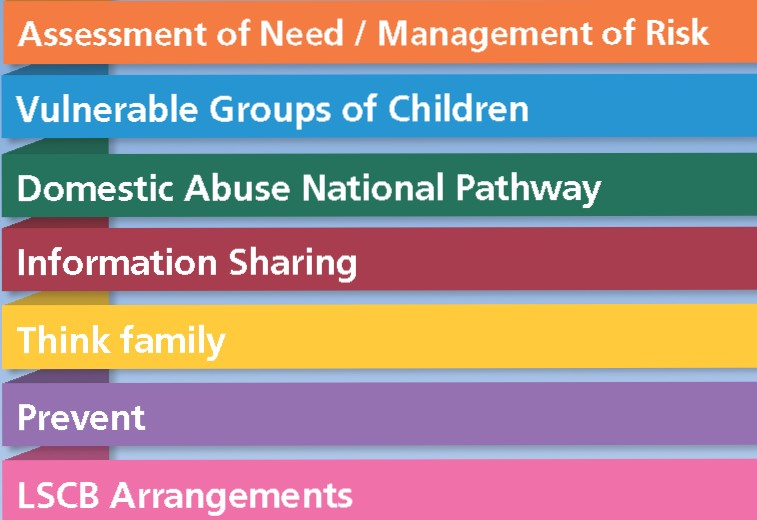 Assessment of Need / Management of Risk
Vulnerable Groups of Children
Domestic Abuse National Pathway
Information Sharing
Think family
Prevent
LSCB Arrangements